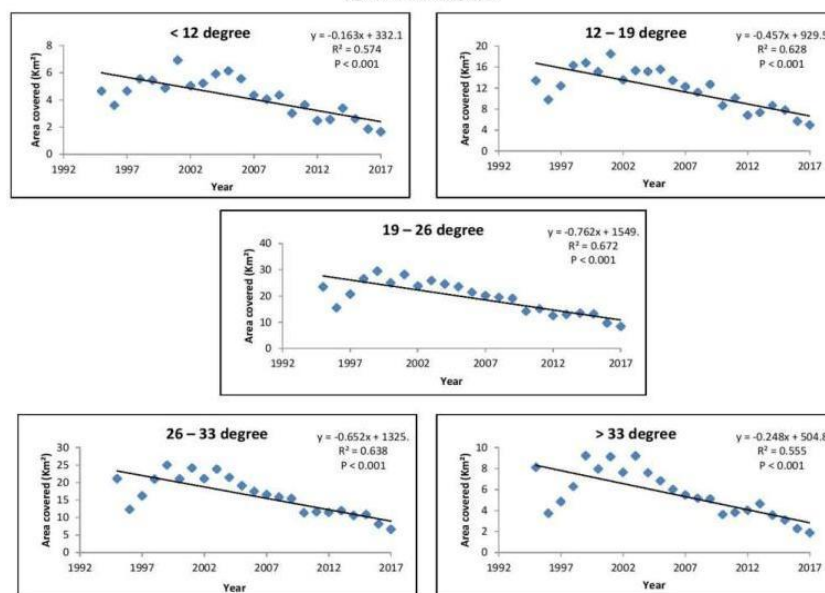 < 12 degree
y = -0.163x + 332.1
R² = 0.574
P < 0.001
Area covered (Km²)
8
6
4
2
0
1992 1997 2002 2007 2012 2017
Year
12 – 19 degree
y = -0.457x + 929.5
R² = 0.628
P < 0.001
Area covered (Km²)
20
16
12
8
4
0
1992 1997 2002 2007 2012 2017
Year
19 – 26 degree
y = -0.762x + 1549.
R² = 0.672
P < 0.001
Area covered (Km²)
40
30
20
10
0
1992 1997 2002 2007 2012 2017
Year
26 – 33 degree
y = -0.652x + 1325.
R² = 0.638
P < 0.001
Area covered (Km²)
30
25
20
15
10
5
0
1992 1997 2002 2007 2012 2017
Year
> 33 degree
y = -0.248x + 504.8
R² = 0.555
P < 0.001
Area covered (Km²)
10
8
6
4
2
0
1992 1997 2002 2007 2012 2017
Year